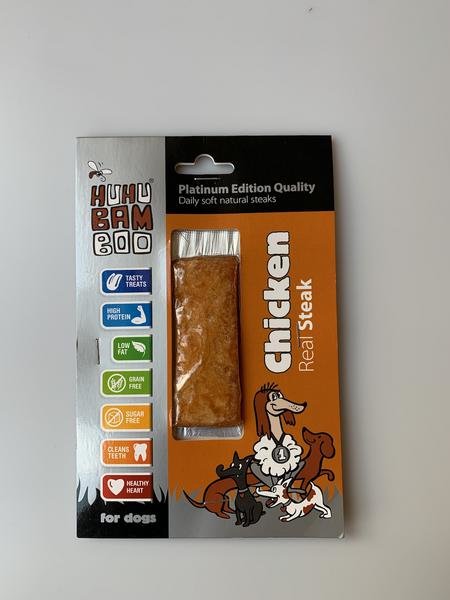 HUHU
BAM
BOO
Platinum Edition Quality
Daily soft natural steaks
Chicken
Real Steak
TASTY
TREATS
HIGH
PROTEIN
LOW
FAT
GRAIN
FREE
SUGAR
FREE
CLEANS
TEETH
HEALTHY
HEART
1
for dogs